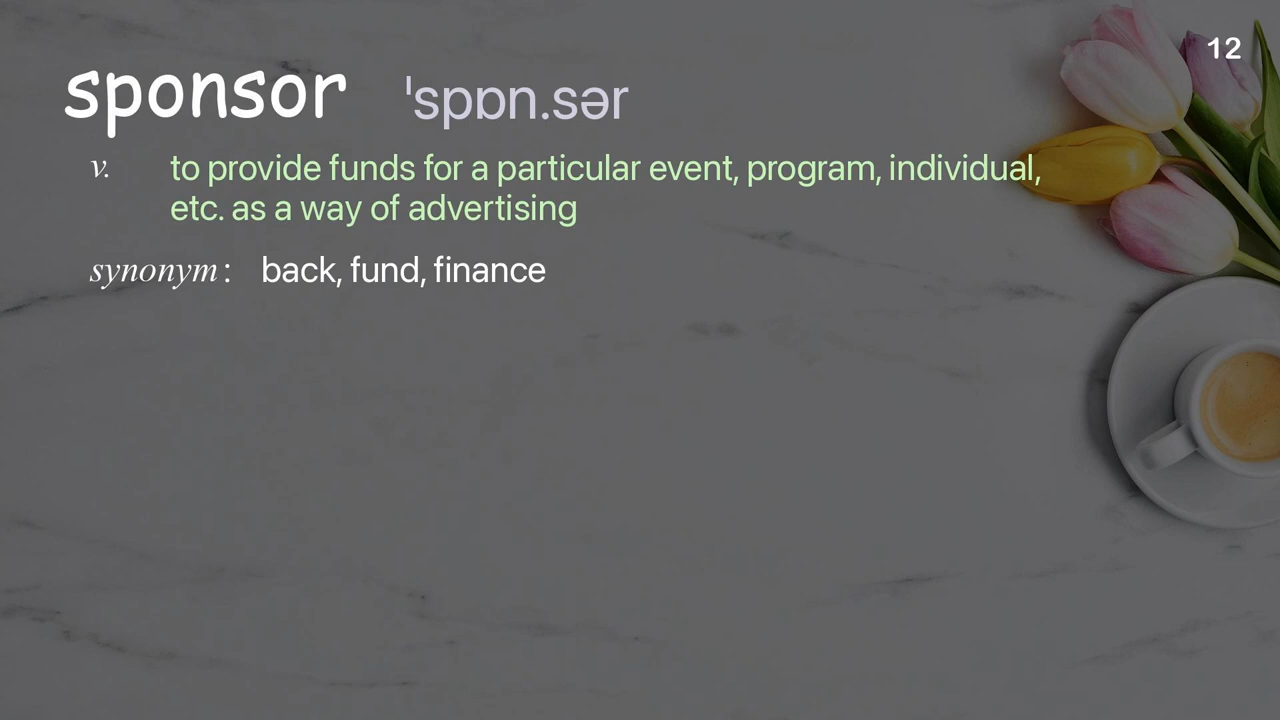 12
sponsor ˈspɒn.sər
v. to provide funds for a particular event, program, individual,
etc. as a way of advertising
synonym : back, fund, finance